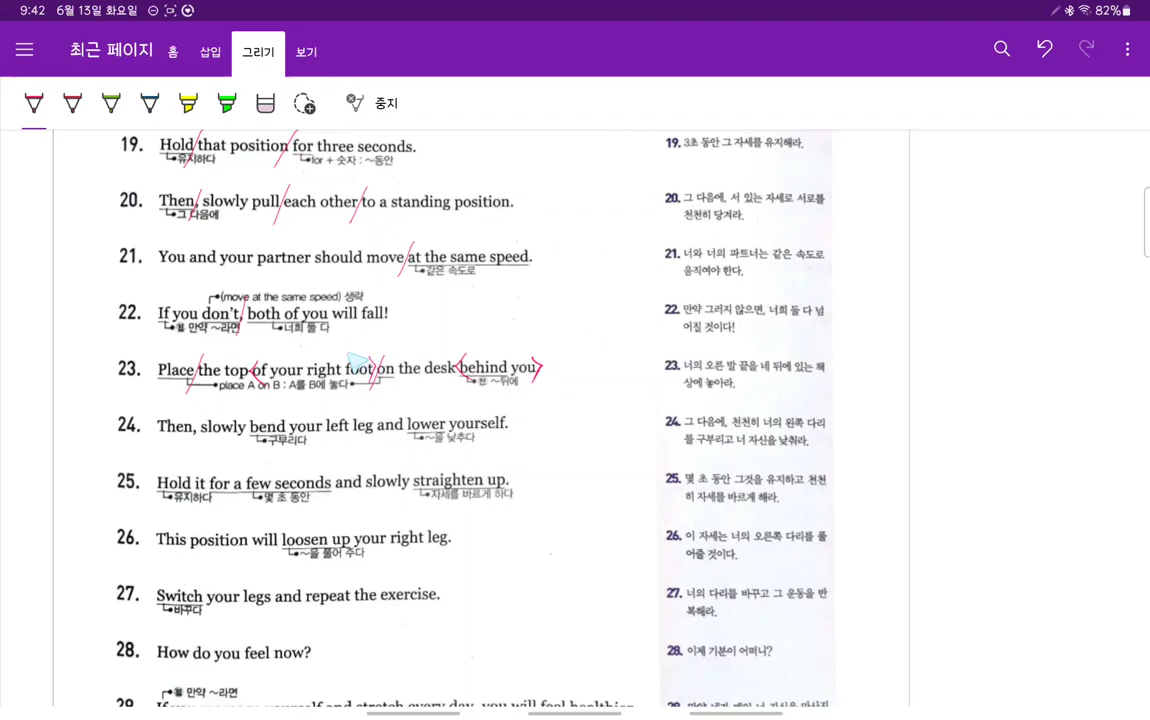 9:42 6월 13일 화요일 82%
최근 페이지 홈 삽입 그리기 보기
중지
19. Hold that position for three seconds. 19. 3초 동안 그 자세를 유지해라.
유지하다 for + 숫자 : ~동안
20. Then, slowly pull each other to a standing position. 20. 그 다음에, 서 있는 자세로 서로를
그 다음에 천천히 당겨라.
21. You and your partner should move at the same speed. 21. 너와 너의 파트너는 같은 속도로
같은 속도로 움직여야 한다.
(move at the same speed) 생략
22. If you don't, both of you will fall! 22. 만약 그러지 않으면, 너희 둘 다 넘
접 만약 ~라면 너희 둘 다 어질 것이다!
23. Place the top of your right foot on the desk behind you 23. 너의 오른 발 끝을 네 뒤에 있는 책
place A on B : A를 B에 놓다 전 ~뒤에 상에 놓아라.
24. Then, slowly bend your left leg and lower yourself. 24. 그 다음에, 천천히 너의 왼쪽 다리
구부리다 ~을 낮추다 를 구부리고 너 자신을 낮춰라.
25. Hold it for a few seconds and slowly straighten up. 25. 몇 초 동안 그것을 유지하고 천천
유지하다 몇 초 동안 자세를 바르게 하다 히 자세를 바르게 해라.
26. This position will loosen up your right leg. 26. 이 자세는 너의 오른쪽 다리를 풀
~을 풀어 주다 어줄 것이다.
27. Switch your legs and repeat the exercise. 27. 너의 다리를 바꾸고 그 운동을 반
바꾸다 복해라.
28. How do you feel now? 28. 이제 기분이 어떠니?
접 만약 ~라면
29. If you massage yourself and stretch every day, you will feel healthier